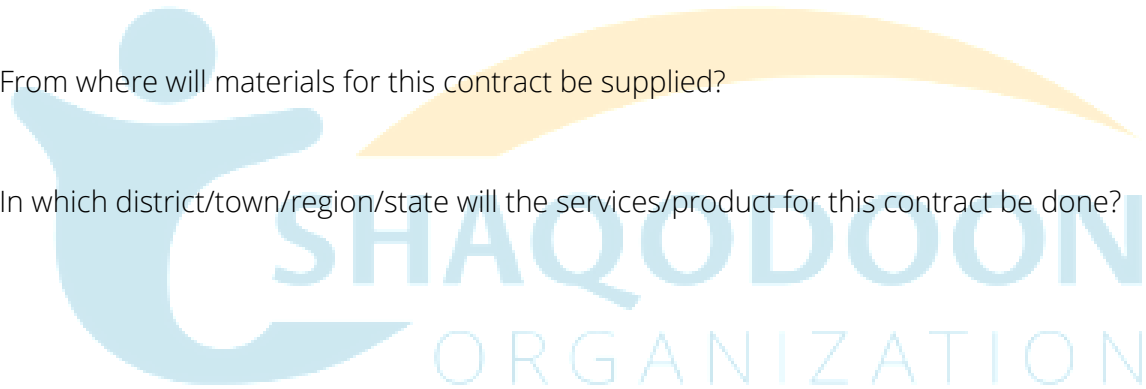 From where will materials for this contract be supplied?
In which district/town/region/state will the services/product for this contract be done?
SHAQODOON
ORGANIZATION